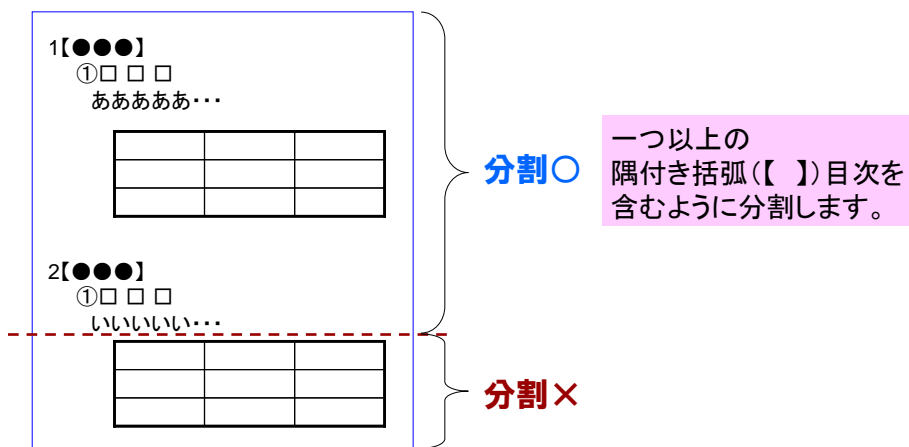 1【●●●】
①□ □ □
あああああ･･･
分割○
一つ以上の
隅付き括弧（【　】）目次を
含むように分割します。
2【●●●】
①□ □ □
いいいいい･･･
分割×